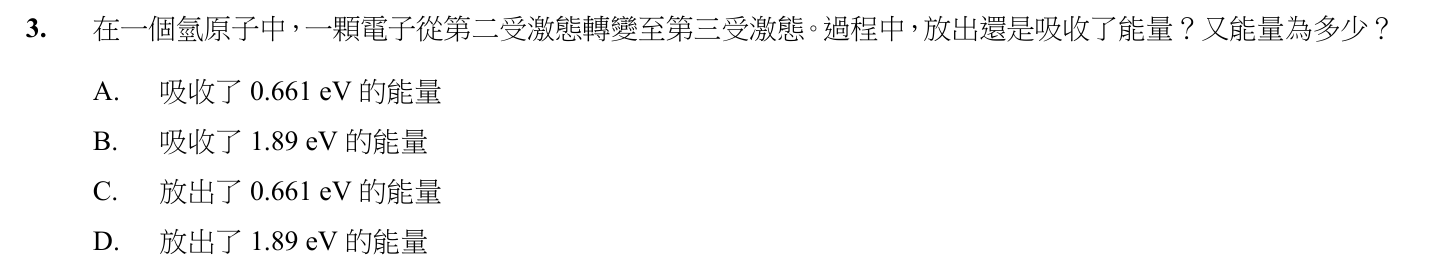 3. 在一個氫原子中，一顆電子從第二受激態轉變至第三受激態。過程中，放出還是吸收了能量？又能量為多少？
A. 吸收了 0.661 eV 的能量
B. 吸收了 1.89 eV 的能量
C. 放出了 0.661 eV 的能量
D. 放出了 1.89 eV 的能量